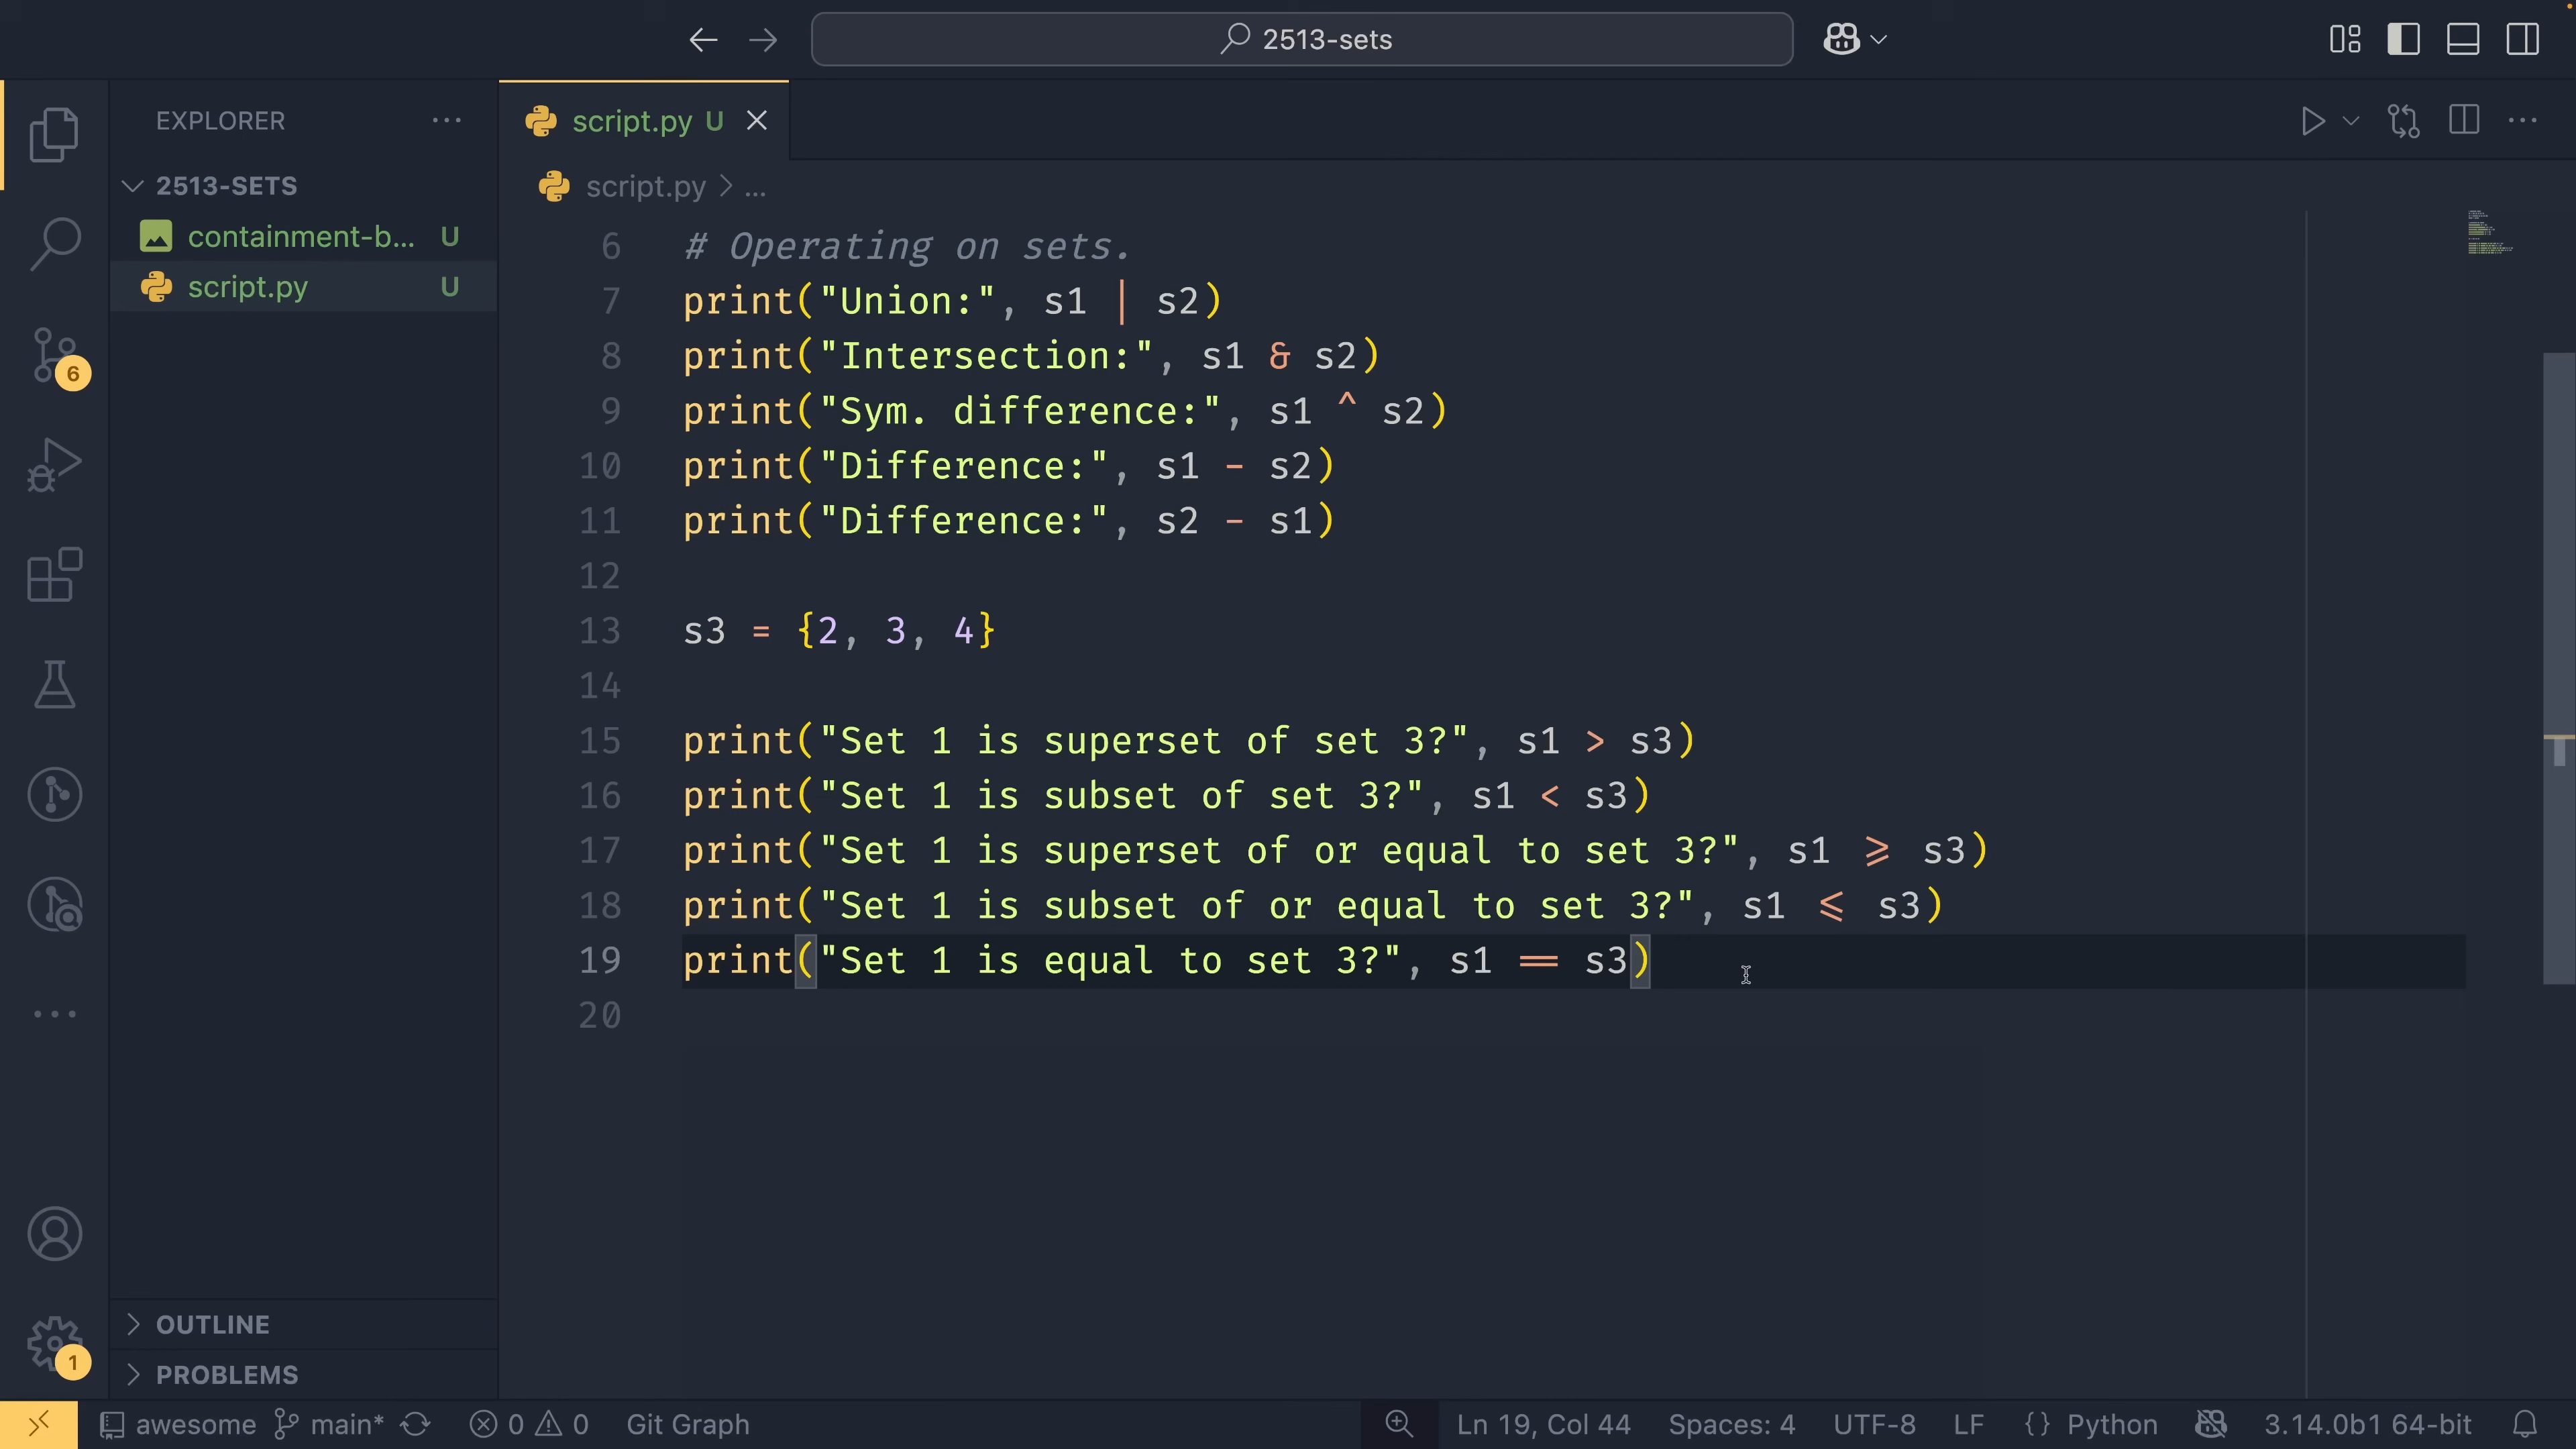 2513-sets
EXPLORER
script.py U
2513-SETS
script.py > ...
containment-b... U
script.py U
6 # Operating on sets.
7 print("Union:", s1 | s2)
8 print("Intersection:", s1 & s2)
9 print("Sym. difference:", s1 ^ s2)
10 print("Difference:", s1 - s2)
11 print("Difference:", s2 - s1)
12
13 s3 = {2, 3, 4}
14
15 print("Set 1 is superset of set 3?", s1 > s3)
16 print("Set 1 is subset of set 3?", s1 < s3)
17 print("Set 1 is superset of or equal to set 3?", s1 >= s3)
18 print("Set 1 is subset of or equal to set 3?", s1 <= s3)
19 print("Set 1 is equal to set 3?", s1 == s3)
20
6
1
OUTLINE
PROBLEMS
awesome main* 0 0 Git Graph Ln 19, Col 44 Spaces: 4 UTF-8 LF {} Python 3.14.0b1 64-bit